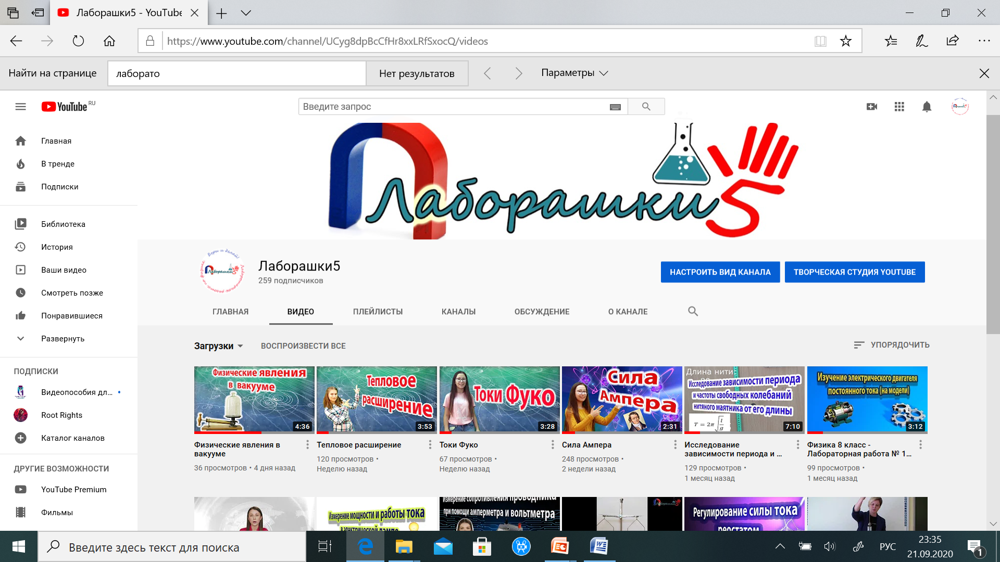 Лаборашки5 - YouTube
https://www.youtube.com/channel/UCyg8dpBcCfHr8xxLRfSxocQ/videos
Найти на странице
лаборато
Нет результатов
Параметры
YouTube RU
Введите запрос
Лаборашки5
Главная
В тренде
Подписки
Библиотека
История
Ваши видео
Смотреть позже
Понравившиеся
Развернуть
ПОДПИСКИ
Видеопособия дл...
Root Rights
Каталог каналов
ДРУГИЕ ВОЗМОЖНОСТИ
YouTube Premium
Фильмы
Бери и делай!
Лаборашки5
Лаборашки5
259 подписчиков
НАСТРОИТЬ ВИД КАНАЛА
ТВОРЧЕСКАЯ СТУДИЯ YOUTUBE
ГЛАВНАЯ
ВИДЕО
ПЛЕЙЛИСТЫ
КАНАЛЫ
ОБСУЖДЕНИЕ
О КАНАЛЕ
Загрузки
ВОСПРОИЗВЕСТИ ВСЕ
УПОРЯДОЧИТЬ
Физические явления
в вакууме
4:36
Физические явления в
вакууме
36 просмотров • 4 дня назад
Тепловое
расширение
3:53
Тепловое расширение
120 просмотров •
Неделю назад
Токи Фуко
3:28
Токи Фуко
67 просмотров •
Неделю назад
Сила
Ампера
2:31
Сила Ампера
248 просмотров •
2 недели назад
Длина нити:
Исследование зависимости периода
и частоты свободных колебаний
нитяного маятника от его длины
T = 2π√(l/g)
7:10
Исследование
зависимости периода и ...
129 просмотров •
1 месяц назад
Изучение электрического двигателя
постоянного тока (на модели)
3:12
Физика 8 класс -
Лабораторная работа № 1...
99 просмотров •
1 месяц назад
Измерение мощности и работы тока
в электрической лампе
Измерение сопротивления проводника
при помощи амперметра и вольтметра
Лаборашки5
Регулирование силы тока
реостатом
Введите здесь текст для поиска
РУС
23:35
21.09.2020
1